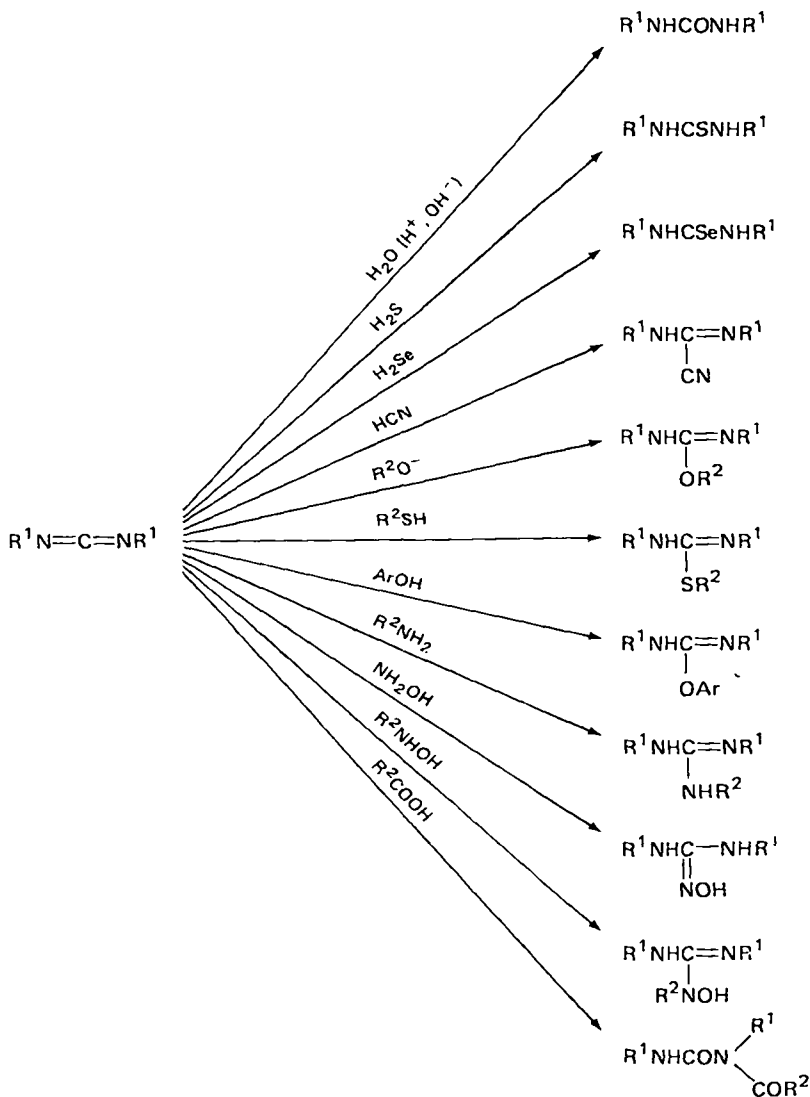 R¹NHCONHR¹
R¹NHCSNHR¹
H₂O (H⁺, OH⁻)
R¹NHCSeNHR¹
H₂S
H₂Se
R¹NHC=NR¹
CN
HCN
R²O⁻
R¹NHC=NR¹
OR²
R¹N=C=NR¹
R²SH
R¹NHC=NR¹
SR²
ArOH
R¹NHC=NR¹
OAr
R²NH₂
NH₂OH
R¹NHC=NR¹
NHR²
R²NHOH
R²COOH
R¹NHC—NHR¹
NOH
R¹NHC=NR¹
R²NOH
R¹
R¹NHCON
COR²